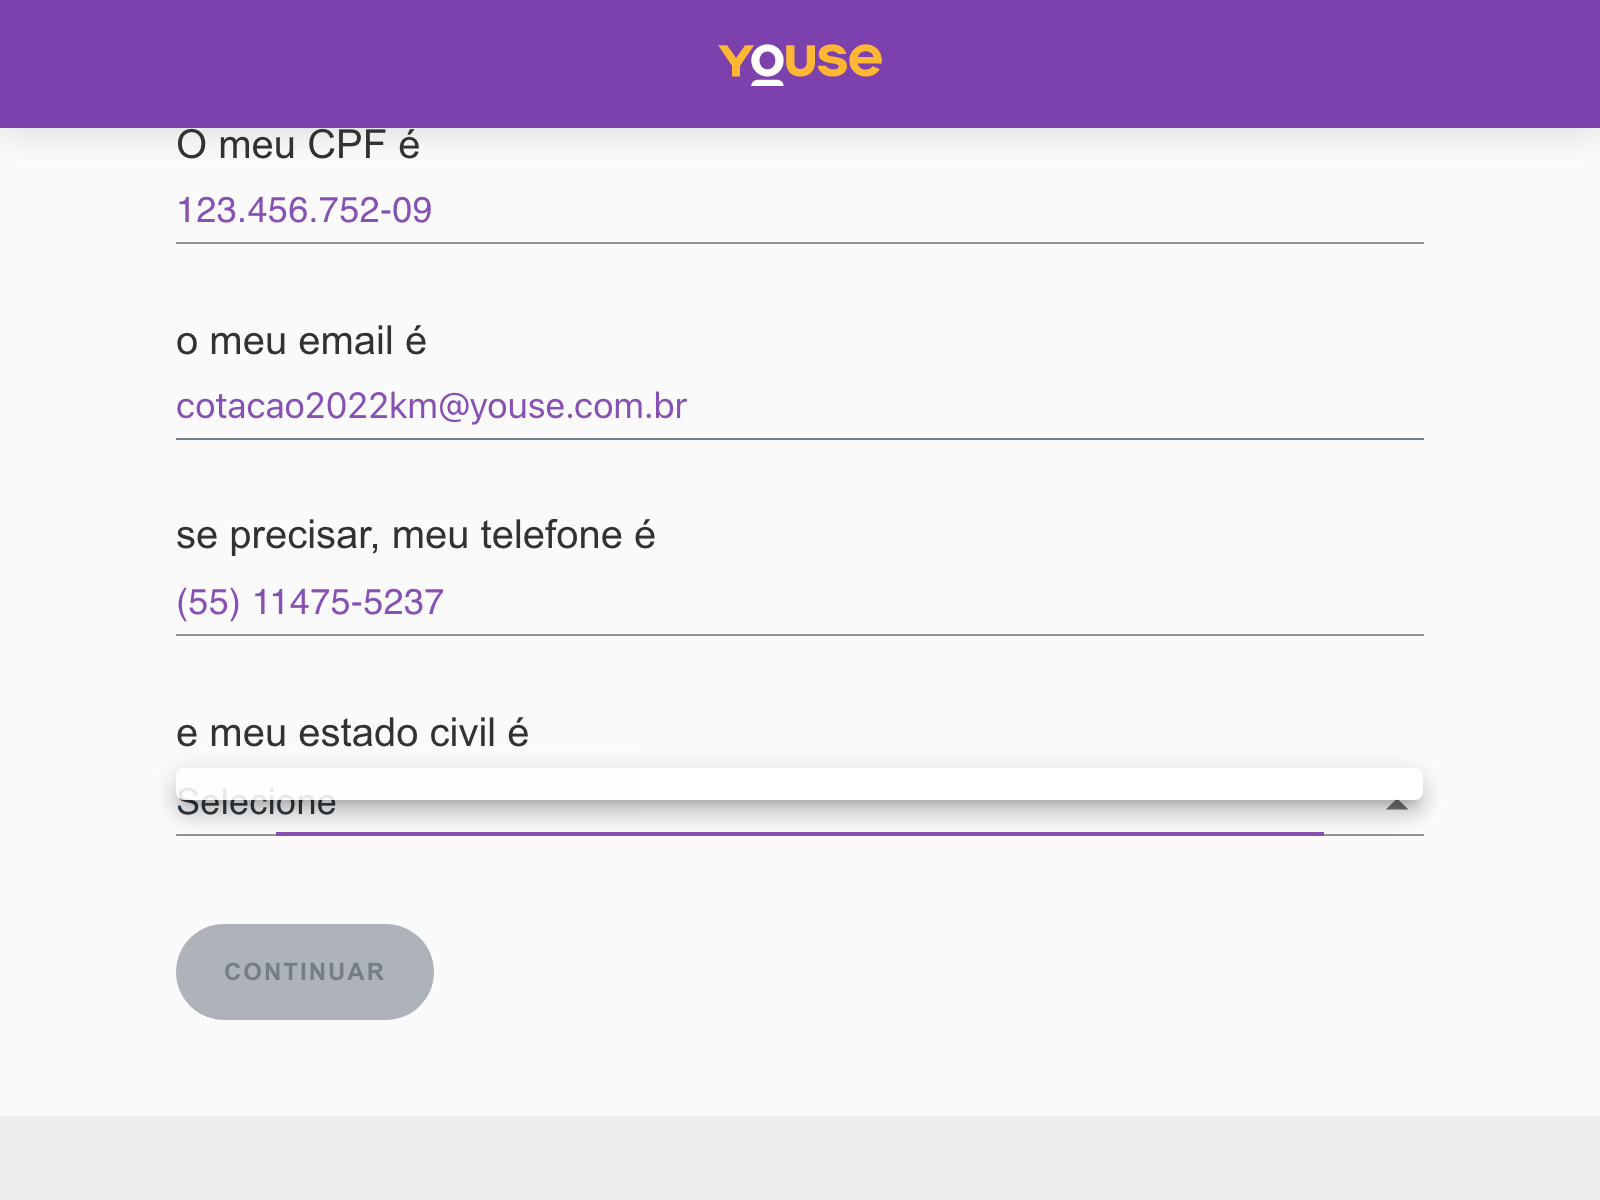 Youse
O meu CPF é
123.456.752-09
o meu email é
cotacao2022km@youse.com.br
se precisar, meu telefone é
(55) 11475-5237
e meu estado civil é
Selecione
CONTINUAR